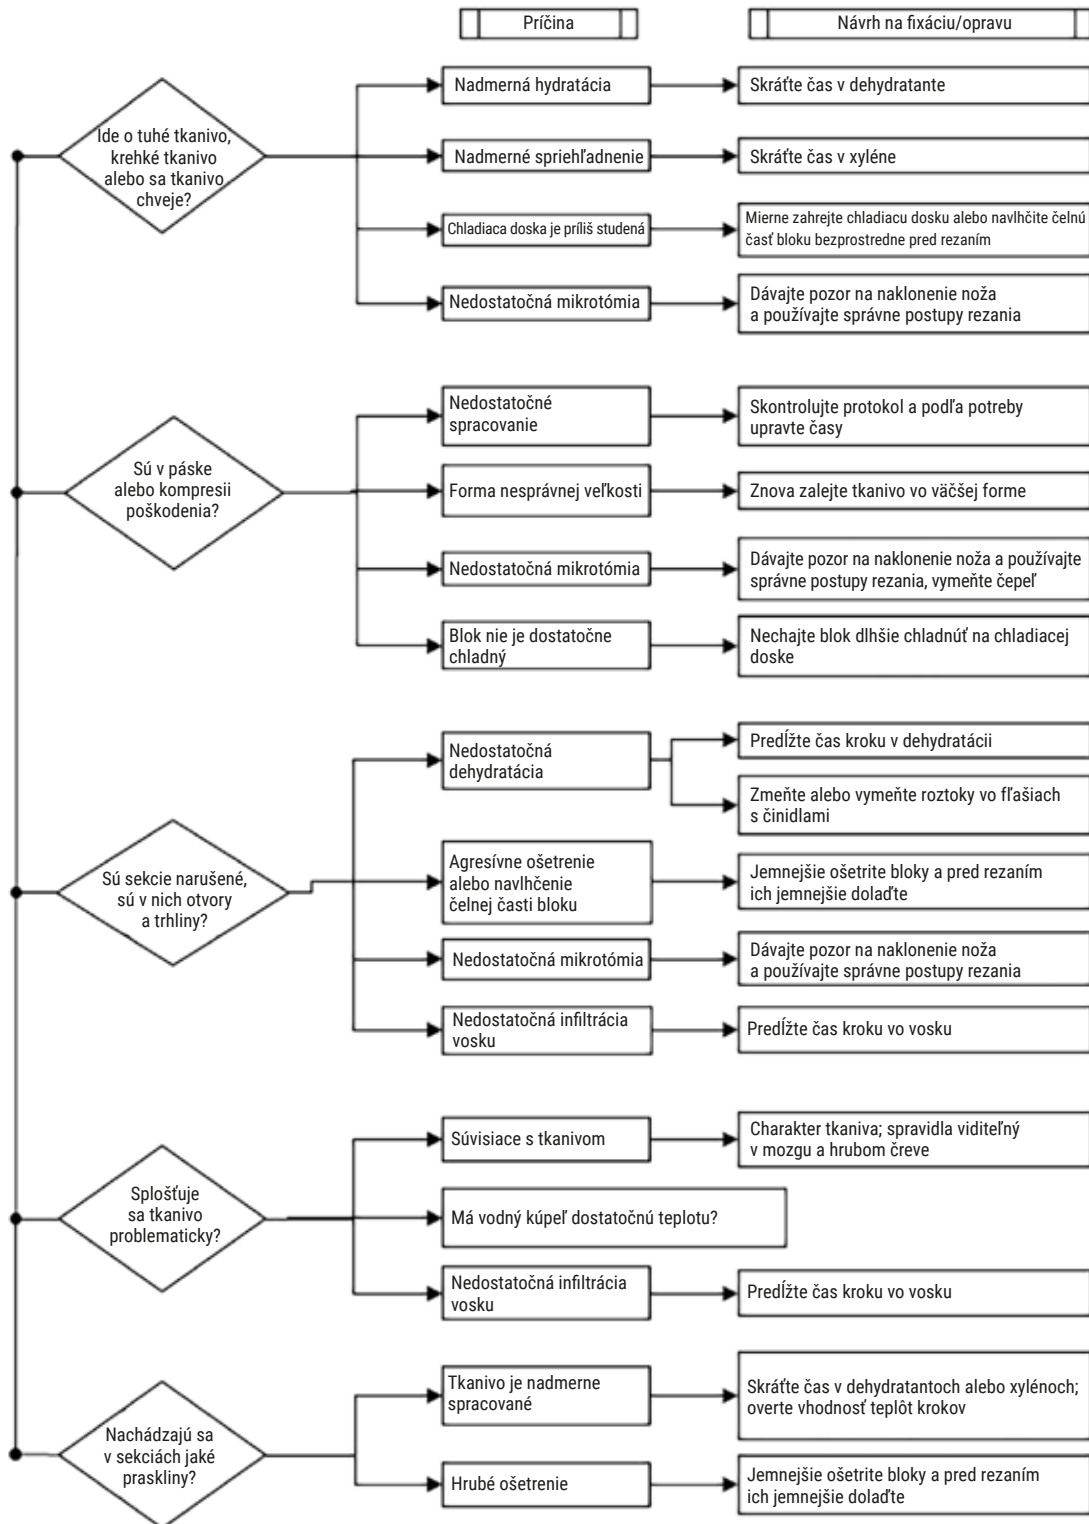 Príčina
Návrh na fixáciu/opravu
Ide o tuhé tkanivo,
krehké tkanivo
alebo sa tkanivo
chveje?
Nadmerná hydratácia
Skráťte čas v dehydratante
Nadmerné spriehľadnenie
Skráťte čas v xyléne
Chladiaca doska je príliš studená
Mierne zahrejte chladiacu dosku alebo navlhčite čelnú
časť bloku bezprostredne pred rezaním
Nedostatočná mikrotómia
Dávajte pozor na naklonenie noža
a používajte správne postupy rezania
Sú v páske
alebo kompresii
poškodenia?
Nedostatočné
spracovanie
Skontrolujte protokol a podľa potreby
upravte časy
Forma nesprávnej veľkosti
Znova zalejte tkanivo vo väčšej forme
Nedostatočná mikrotómia
Dávajte pozor na naklonenie noža a používajte
správne postupy rezania, vymeňte čepeľ
Blok nie je dostatočne
chladný
Nechajte blok dlhšie chladnúť na chladiacej
doske
Sú sekcie narušené,
sú v nich otvory
a trhliny?
Nedostatočná
dehydratácia
Predĺžte čas kroku v dehydratácii
Zmeňte alebo vymeňte roztoky vo fľašiach
s činidlami
Agresívne ošetrenie
alebo navlhčenie
čelnej časti bloku
Jemnejšie ošetrite bloky a pred rezaním
ich jemnejšie dolaďte
Nedostatočná mikrotómia
Dávajte pozor na naklonenie noža
a používajte správne postupy rezania
Nedostatočná infiltrácia
vosku
Predĺžte čas kroku vo vosku
Splošťuje
sa tkanivo
problematicky?
Súvisiace s tkanivom
Charakter tkaniva; spravidla viditeľný
v mozgu a hrubom čreve
Má vodný kúpeľ dostatočnú teplotu?
Nedostatočná infiltrácia
vosku
Predĺžte čas kroku vo vosku
Nachádzajú sa
v sekciách jaké
praskliny?
Tkanivo je nadmerne
spracované
Skráťte čas v dehydratantoch alebo xylénoch;
overte vhodnosť teplôt krokov
Hrubé ošetrenie
Jemnejšie ošetrite bloky a pred rezaním
ich jemnejšie dolaďte